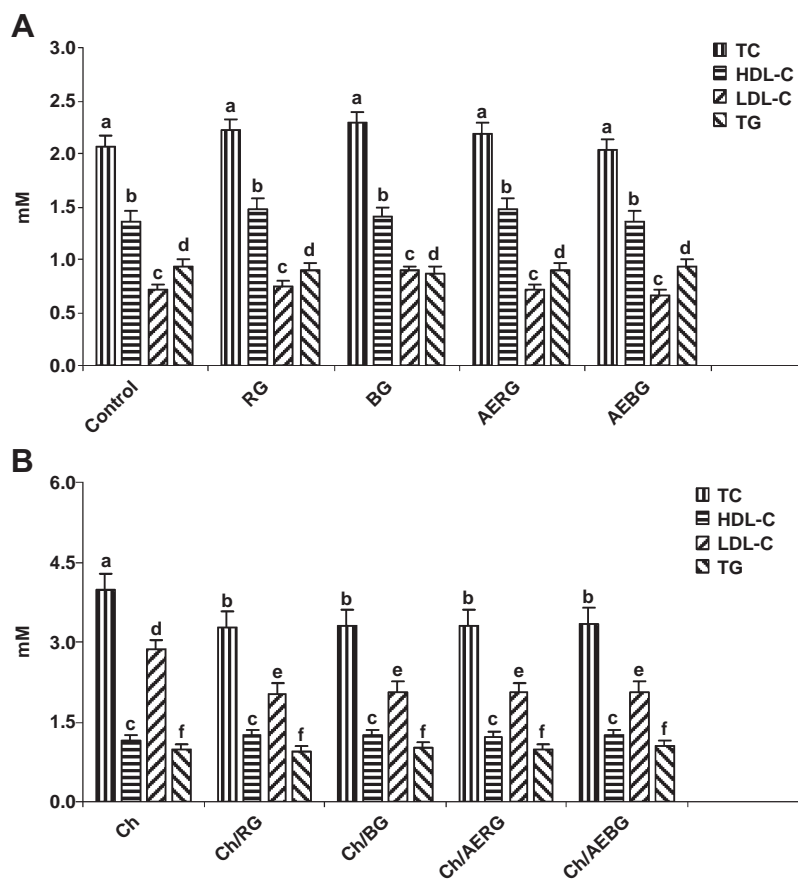 A
3.0
2.5
2.0
1.5
1.0
0.5
0.0
mM
TC
HDL-C
LDL-C
TG
a b c d
a b c d
a b c d
a b c d
a b c d
Control RG BG AERG AEBG
B
6.0
4.5
3.0
1.5
0.0
mM
TC
HDL-C
LDL-C
TG
a c d f
b c e f
b c e f
b c e f
b c e f
Ch Ch/RG Ch/BG Ch/AERG Ch/AEBG